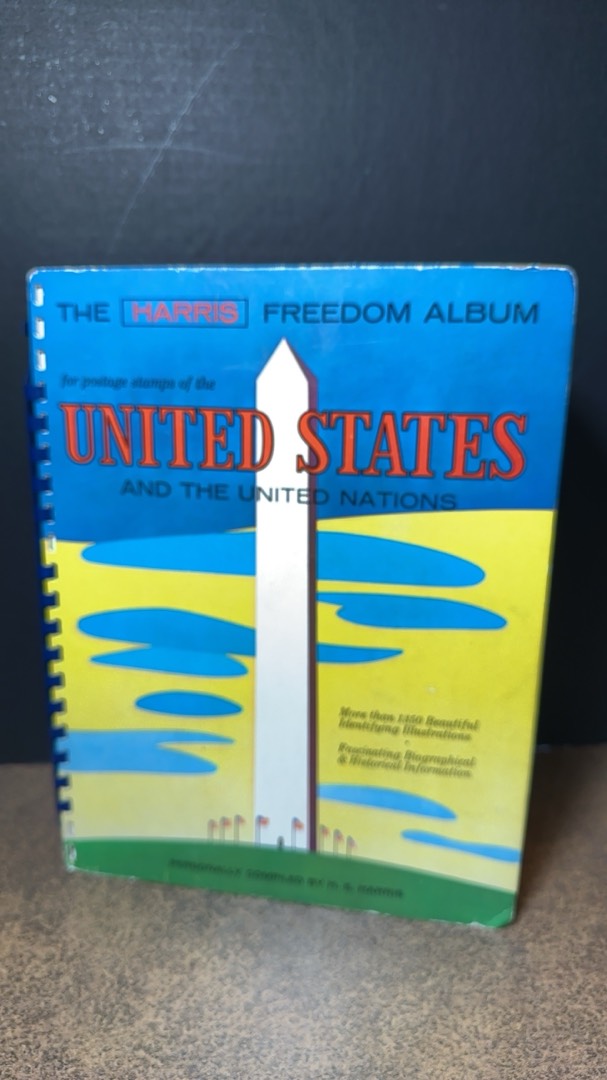 THE HARRIS FREEDOM ALBUM
for postage stamps of the
UNITED STATES
AND THE UNITED NATIONS
More than 1350 Beautiful
Identifying Illustrations
Fascinating Biographical
& Historical Information
PERSONALLY COMPILED BY H. E. HARRIS